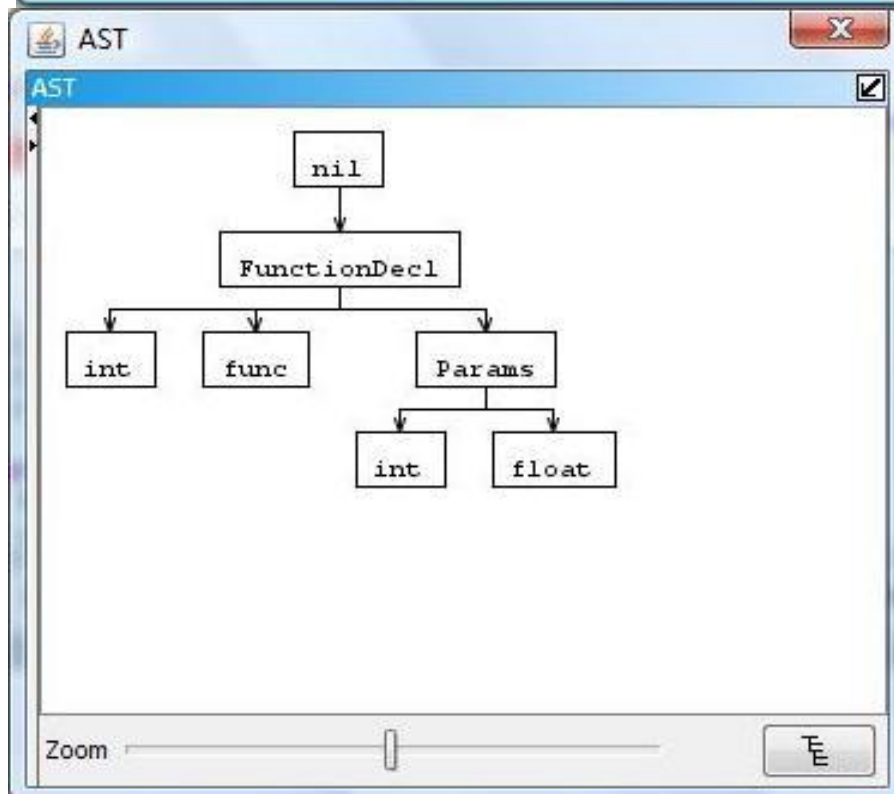 AST
AST
nil
FunctionDecl
int func Params
int float
Zoom